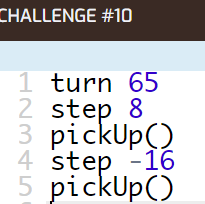 CHALLENGE #10
1 turn 65
2 step 8
3 pickUp()
4 step -16
5 pickUp()